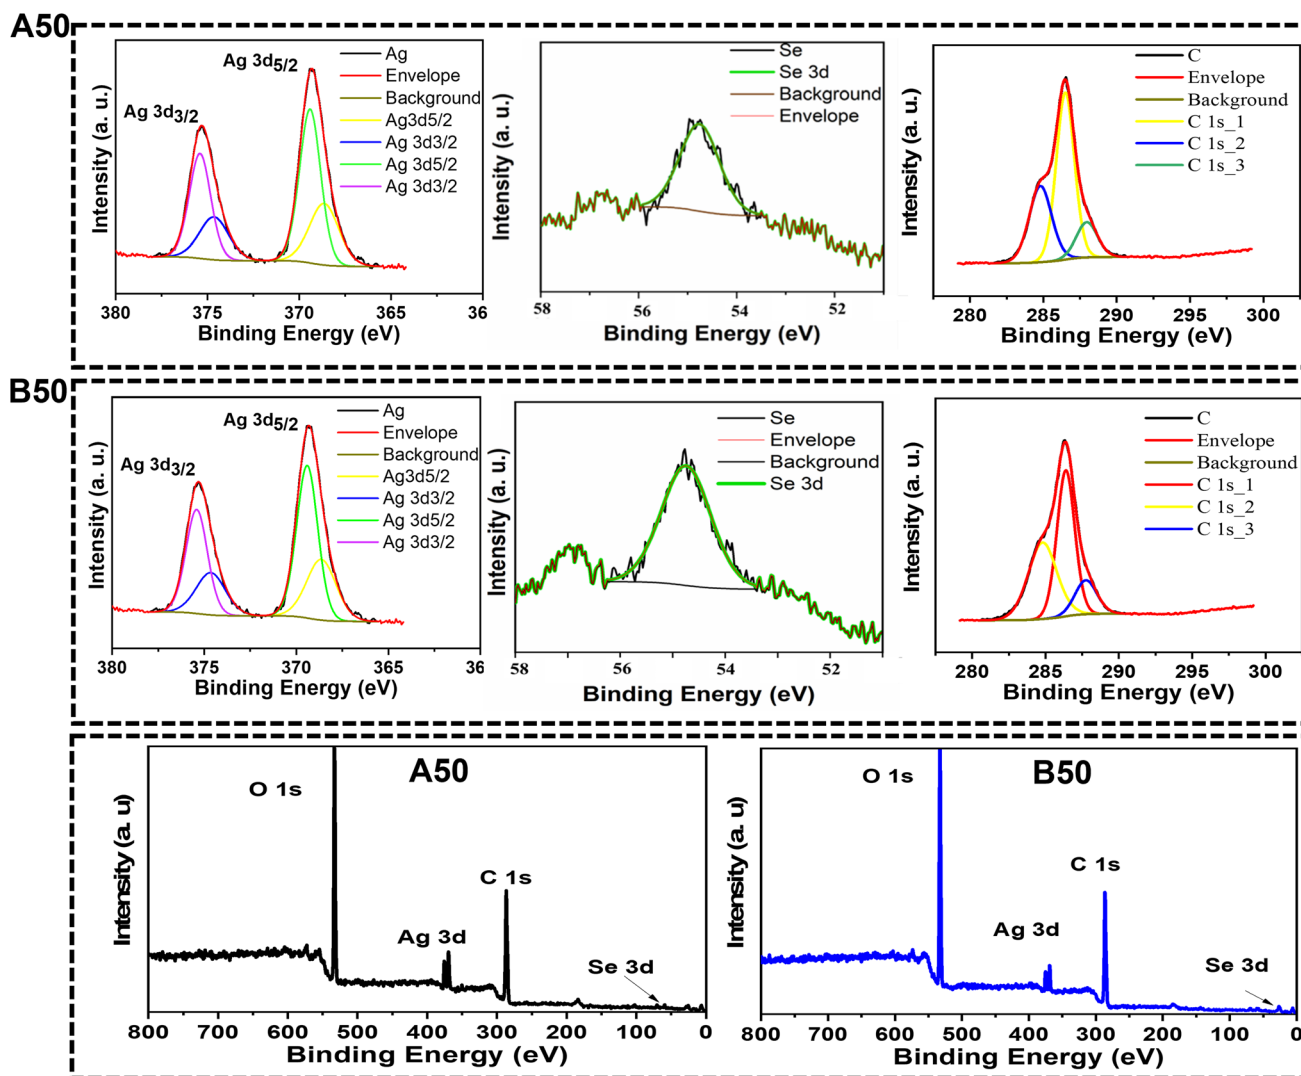 A50
Ag 3d5/2
Ag 3d3/2
Ag
Envelope
Background
Ag3d5/2
Ag 3d3/2
Ag 3d5/2
Ag 3d3/2
Intensity (a. u.)
380 375 370 365 36
Binding Energy (eV)
Se
Se 3d
Background
Envelope
Intensity (a. u.)
58 56 54 52
Binding Energy (eV)
C
Envelope
Background
C 1s_1
C 1s_2
C 1s_3
Intensity (a. u.)
280 285 290 295 300
Binding Energy (eV)
B50
Ag 3d5/2
Ag 3d3/2
Ag
Envelope
Background
Ag3d5/2
Ag 3d3/2
Ag 3d5/2
Ag 3d3/2
Intensity (a. u.)
380 375 370 365 36
Binding Energy (eV)
Se
Envelope
Background
Se 3d
Intensity (a. u.)
58 56 54 52
Binding Energy (eV)
C
Envelope
Background
C 1s_1
C 1s_2
C 1s_3
Intensity (a. u.)
280 285 290 295 300
Binding Energy (eV)
A50
O 1s
C 1s
Ag 3d
Se 3d
Intensity (a. u)
800 700 600 500 400 300 200 100 0
Binding Energy (eV)
B50
O 1s
C 1s
Ag 3d
Se 3d
Intensity (a. u)
800 700 600 500 400 300 200 100 0
Binding Energy (eV)